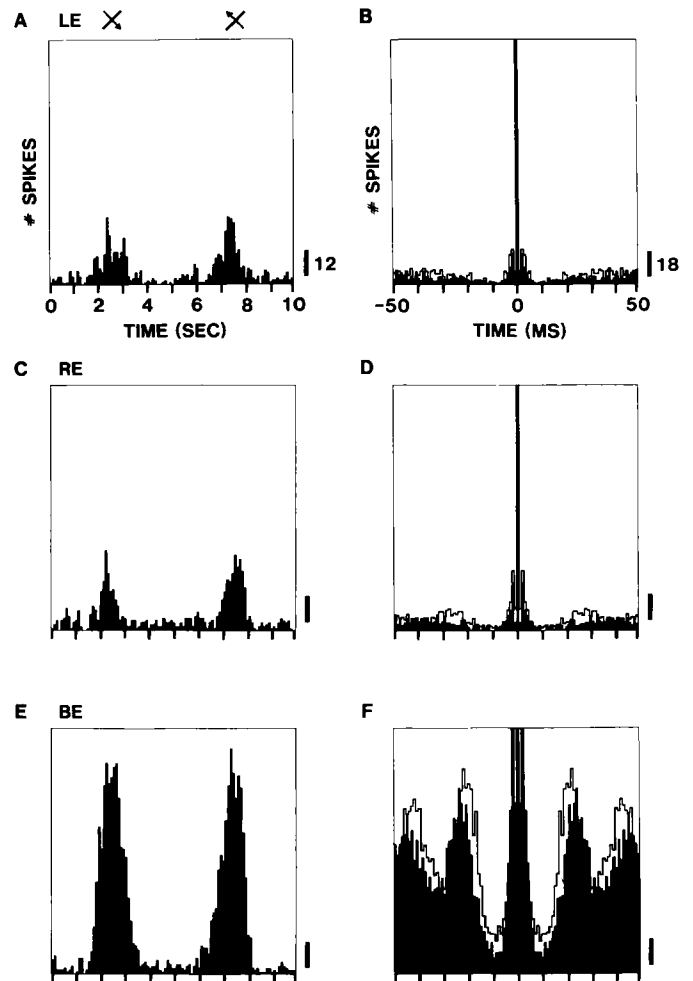 A LE
B
# SPIKES
12
0 2 4 6 8 10
TIME (SEC)
# SPIKES
18
-50 0 50
TIME (MS)
C RE
D
E BE
F